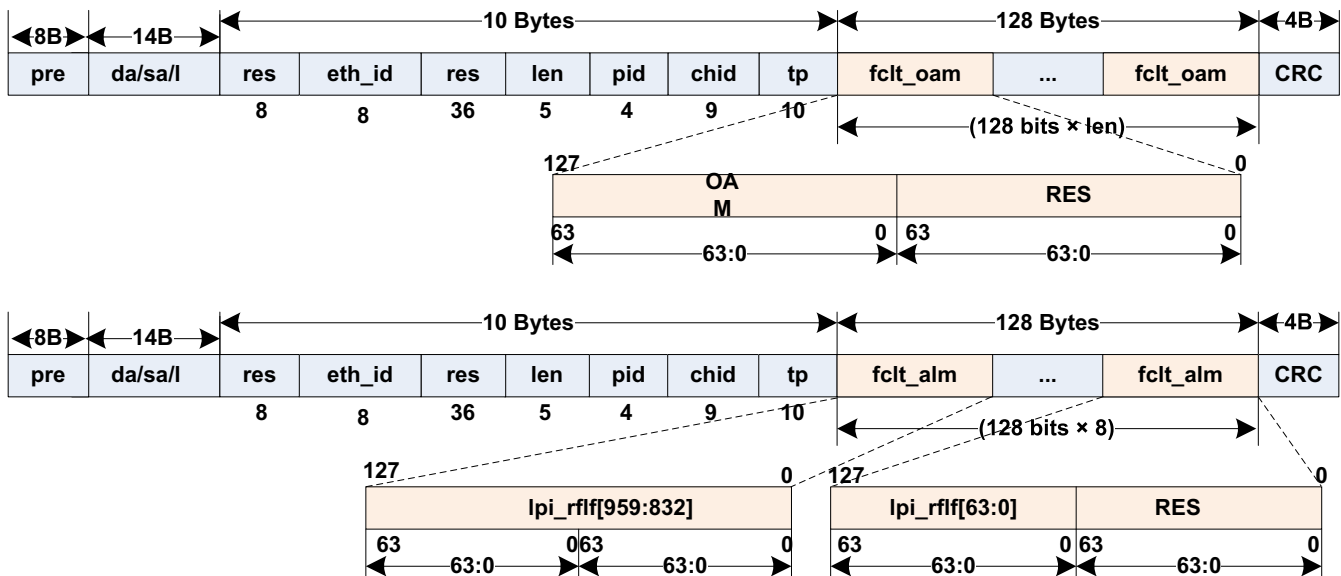 10 Bytes 128 Bytes 4B
8B 14B
pre da/sa/l res eth_id res len pid chid tp fclt_oam ... fclt_oam CRC
8 8 36 5 4 9 10
(128 bits × len)
127 0
OA
M
RES
63 0 63 0
63:0 63:0
10 Bytes 128 Bytes 4B
8B 14B
pre da/sa/l res eth_id res len pid chid tp fclt_alm ... fclt_alm CRC
8 8 36 5 4 9 10
(128 bits × 8)
127 0 127 0
lpi_rflf[959:832] lpi_rflf[63:0] RES
63 0 63 0 63 0 63 0
63:0 63:0 63:0 63:0